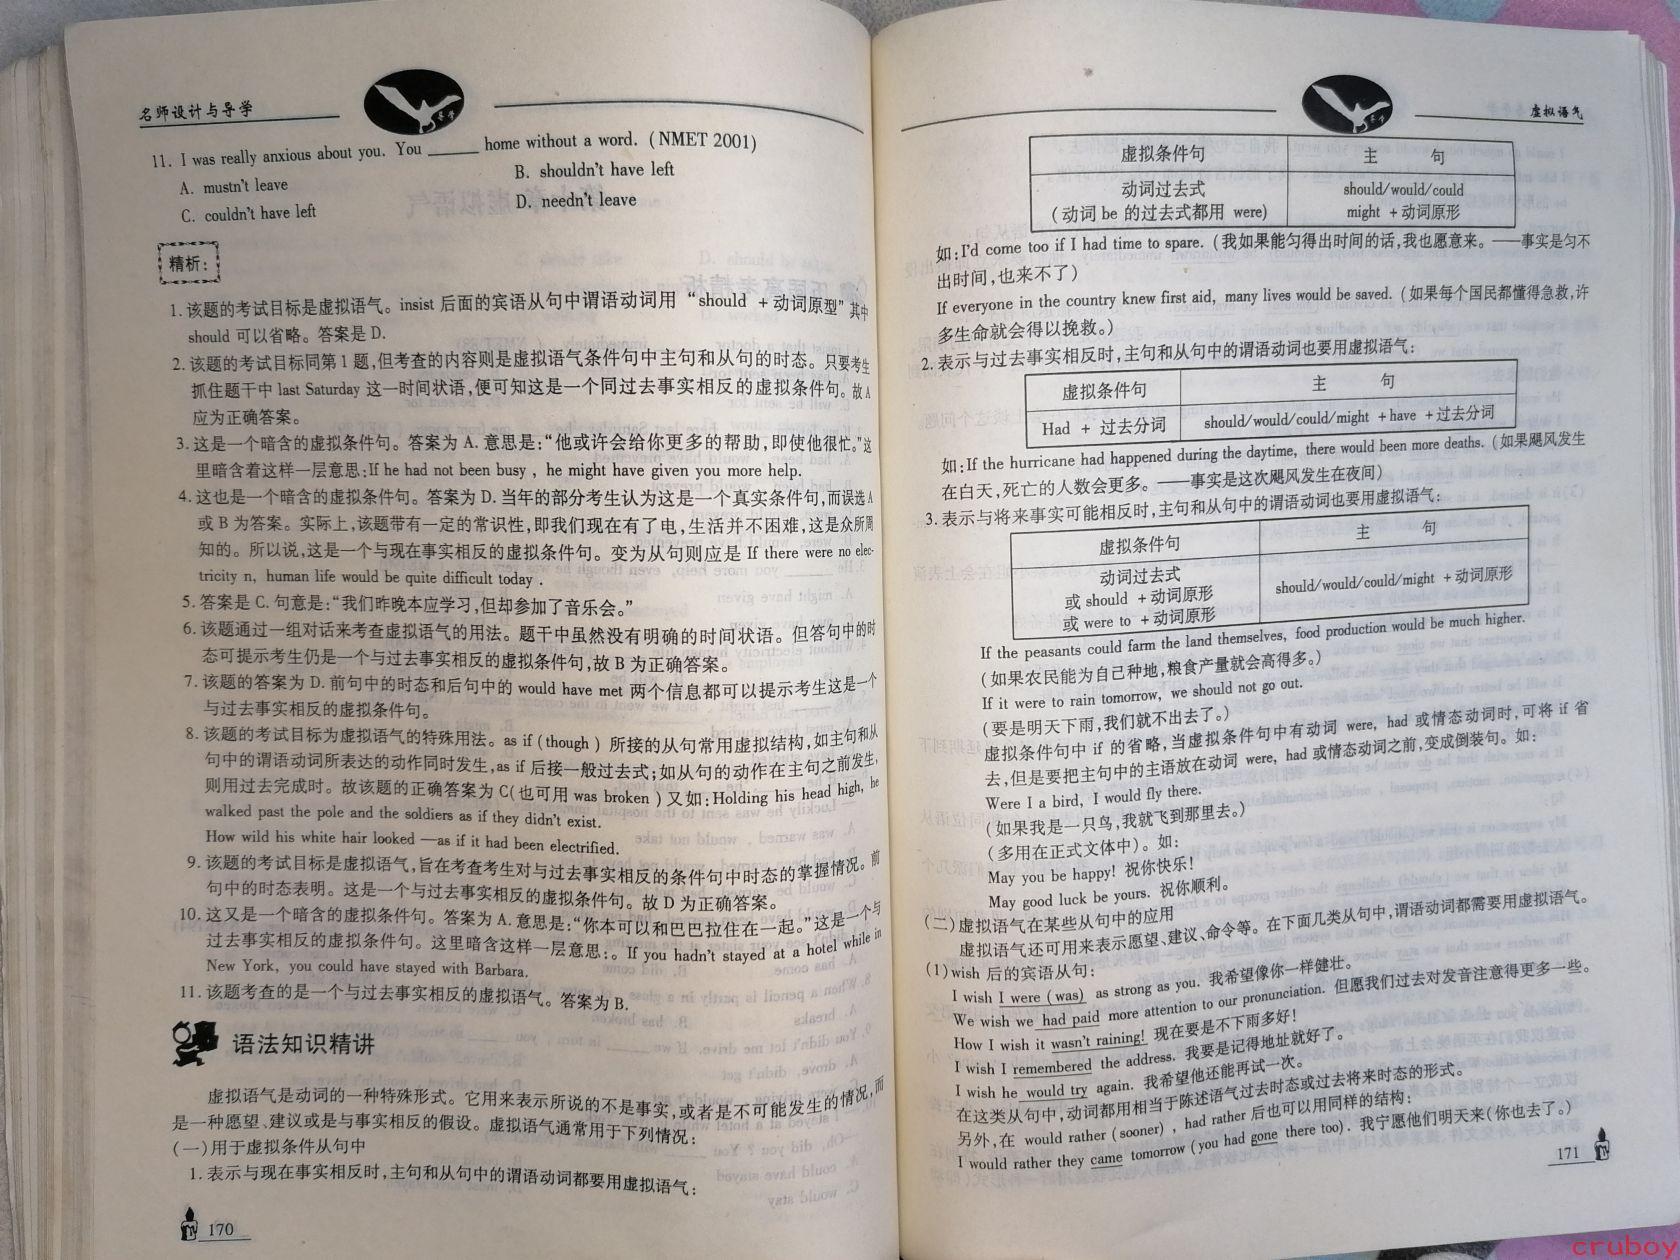 名师设计与导学
11. I was really anxious about you. You _____ home without a word. (NMET 2001)
A. mustn't leave
B. shouldn't have left
C. couldn't have left
D. needn't leave
精析:
1. 该题的考试目标是虚拟语气。insist 后面的宾语从句中谓语动词用 “should +动词原型”其中
should 可以省略。答案是 D.
2. 该题的考试目标同第 1 题,但考查的内容则是虚拟语气条件句中主句和从句的时态。只要考生
抓住题干中 last Saturday 这一时间状语,便可知这是一个同过去事实相反的虚拟条件句。故 A
应为正确答案。
3. 这是一个暗含的虚拟条件句。答案为 A. 意思是:“他或许会给你更多的帮助,即使他很忙。”这
里暗含着这样一层意思:If he had not been busy , he might have given you more help.
4. 这也是一个暗含的虚拟条件句。答案为 D. 当年的部分考生认为这是一个真实条件句,而误选 A
或 B 为答案。实际上,该题带有一定的常识性,即我们现在有了电,生活并不困难,这是众所周
知的。所以说,这是一个与现在事实相反的虚拟条件句。变为从句则应是 If there were no elec-
tricity n, human life would be quite difficult today .
5. 答案是 C. 句意是:“我们昨晚本应学习,但却参加了音乐会。”
6. 该题通过一组对话来考查虚拟语气的用法。题干中虽然没有明确的时间状语。但答句中的时
态可提示考生仍是一个与过去事实相反的虚拟条件句,故 B 为正确答案。
7. 该题的答案为 D. 前句中的时态和后句中的 would have met 两个信息都可以提示考生这是一个
与过去事实相反的虚拟条件句。
8. 该题的考试目标为虚拟语气的特殊用法。as if (though) 所接的从句常用虚拟结构,如主句和从
句中的谓语动词所表达的动作同时发生,as if 后接一般过去式;如从句的动作在主句之前发生,
则用过去完成时。故该题的正确答案为 C(也可用 was broken) 又如:Holding his head high, he
walked past the pole and the soldiers as if they didn't exist.
How wild his white hair looked —as if it had been electrified.
9. 该题的考试目标是虚拟语气,旨在考查考生对与过去事实相反的条件句中时态的掌握情况。前
句中的时态表明。这是一个与过去事实相反的虚拟条件句。故 D 为正确答案。
10. 这又是一个暗含的虚拟条件句。答案为 A. 意思是:“你本可以和巴巴拉住在一起。”这是一个与
过去事实相反的虚拟条件句。这里暗含这样一层意思:。If you hadn't stayed at a hotel while in
New York, you could have stayed with Barbara.
11. 该题考查的是一个与过去事实相反的虚拟语气。答案为 B.
语法知识精讲
虚拟语气是动词的一种特殊形式。它用来表示所说的不是事实,或者是不可能发生的情况,而
是一种愿望、建议或是与事实相反的假设。虚拟语气通常用于下列情况:
(一)用于虚拟条件从句中
1. 表示与现在事实相反时,主句和从句中的谓语动词都要用虚拟语气:
170
虚拟语气
虚拟条件句 主 句
动词过去式 should/would/could
(动词 be 的过去式都用 were) might +动词原形
如:I'd come too if I had time to spare. (我如果能匀得出时间的话,我也愿意来。——事实是匀不
出时间,也来不了)
If everyone in the country knew first aid, many lives would be saved. (如果每个国民都懂得急救,许
多生命就会得以挽救。)
2. 表示与过去事实相反时,主句和从句中的谓语动词也要用虚拟语气:
虚拟条件句 主 句
Had + 过去分词 should/would/could/might +have +过去分词
如:If the hurricane had happened during the daytime, there would been more deaths. (如果飓风发生
在白天,死亡的人数会更多。——事实是这次飓风发生在夜间)
3. 表示与将来事实可能相反时,主句和从句中的谓语动词也要用虚拟语气:
虚拟条件句 主 句
动词过去式
或 should +动词原形 should/would/could/might +动词原形
或 were to +动词原形
If the peasants could farm the land themselves, food production would be much higher.
(如果农民能为自己种地,粮食产量就会高得多。)
If it were to rain tomorrow, we should not go out.
(要是明天下雨,我们就不出去了。)
虚拟条件句中 if 的省略,当虚拟条件句中有动词 were, had 或情态动词时,可将 if 省
去,但是要把主句中的主语放在动词 were, had 或情态动词之前,变成倒装句。如:
Were I a bird, I would fly there.
(如果我是一只鸟,我就飞到那里去。)
(多用在正式文体中)。如:
May you be happy! 祝你快乐!
May good luck be yours. 祝你顺利。
(二)虚拟语气在某些从句中的应用
虚拟语气还可用来表示愿望、建议、命令等。在下面几类从句中,谓语动词都需要用虚拟语气。
(1)wish 后的宾语从句:
I wish I were (was) as strong as you. 我希望像你一样健壮。
We wish we had paid more attention to our pronunciation. 但愿我们过去对发音注意得更多一些。
How I wish it wasn't raining! 现在要是不下雨多好!
I wish I remembered the address. 我要是记得地址就好了。
I wish he would try again. 我希望他还能再试一次。
在这类从句中,动词都用相当于陈述语气过去时态或过去将来时态的形式。
另外,在 would rather (sooner) , had rather 后也可以用同样的结构:
I would rather they came tomorrow (you had gone there too). 我宁愿他们明天来(你也去了。)
171
cruboy